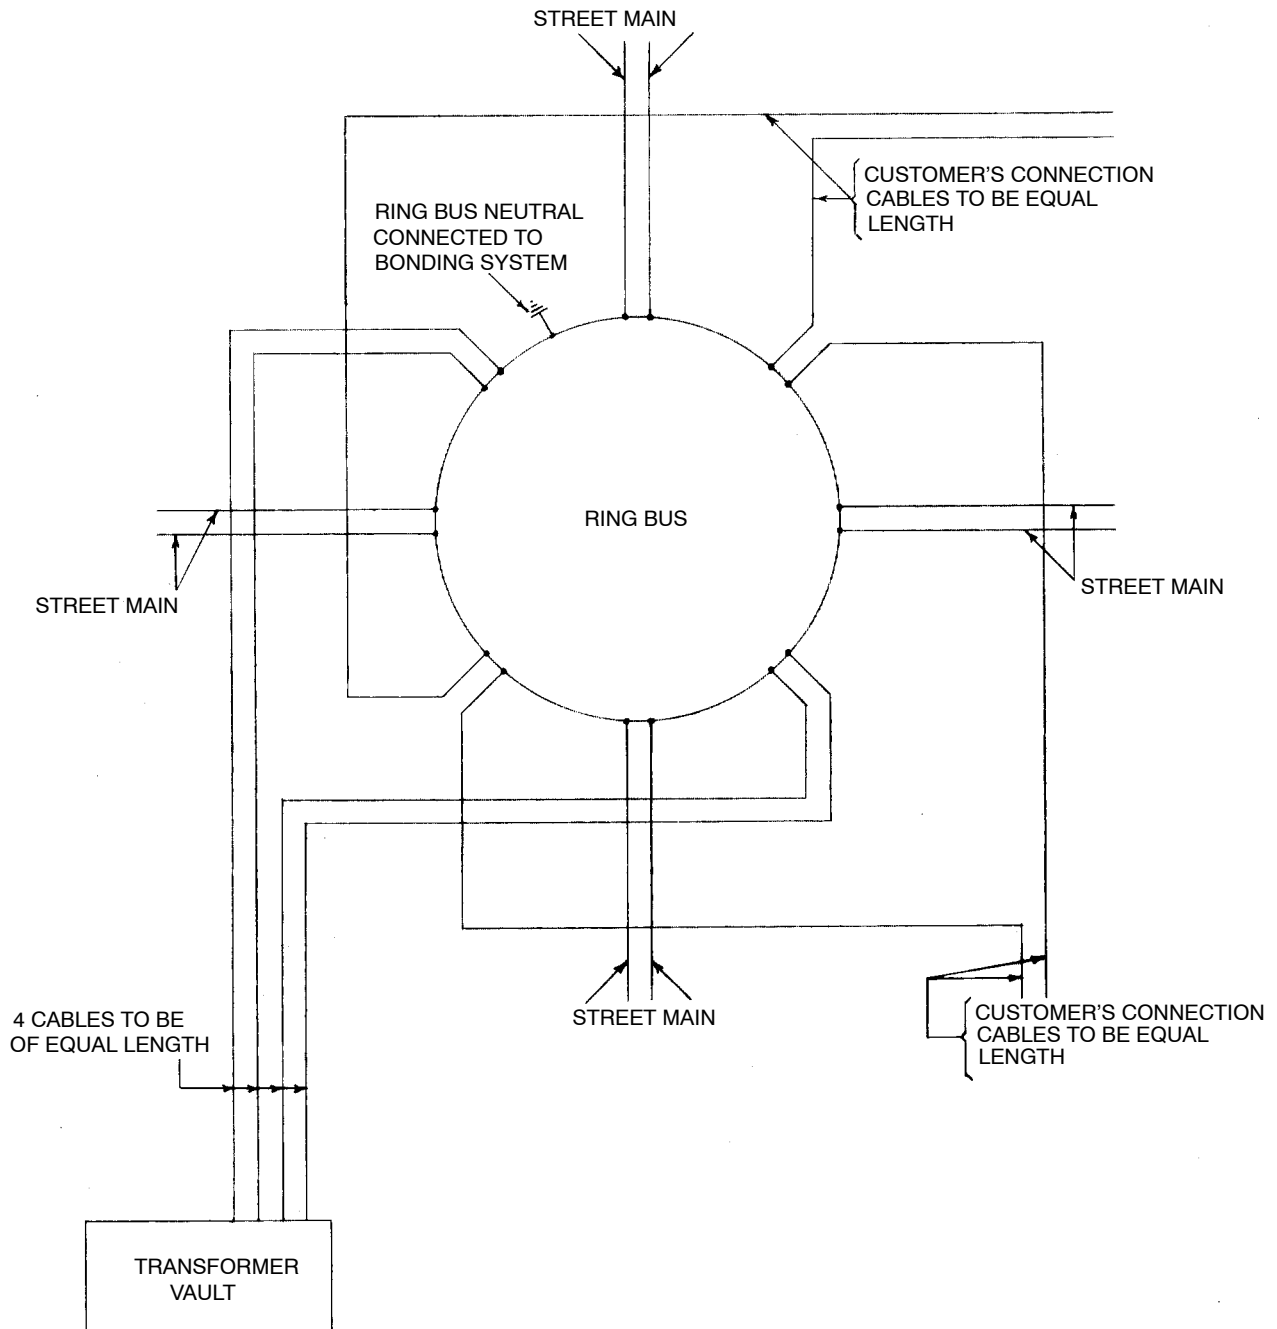 STREET MAIN
CUSTOMER'S CONNECTION
CABLES TO BE EQUAL
LENGTH
RING BUS NEUTRAL
CONNECTED TO
BONDING SYSTEM
RING BUS
STREET MAIN
STREET MAIN
4 CABLES TO BE
OF EQUAL LENGTH
STREET MAIN
CUSTOMER'S CONNECTION
CABLES TO BE EQUAL
LENGTH
TRANSFORMER
VAULT